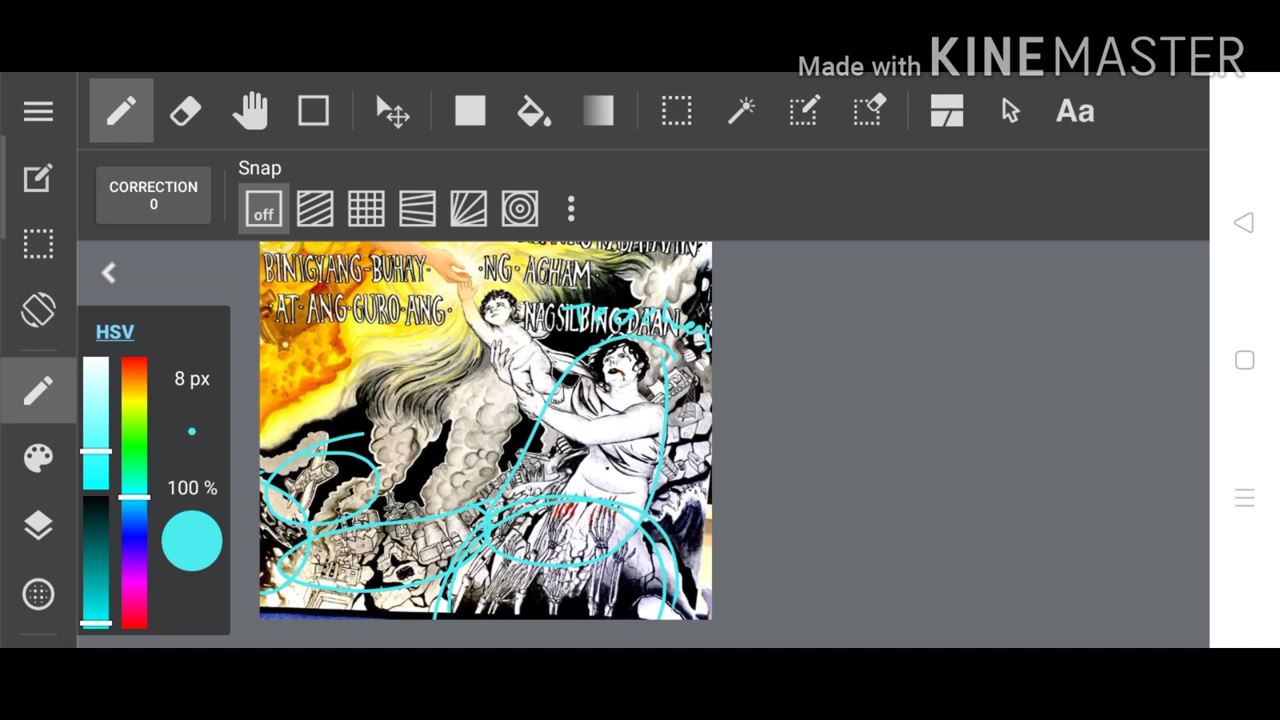 Made with KINEMASTER
Aa
CORRECTION
0
Snap
off
HSV
8 px
100 %
BINIGYANG-BUHAY· ·NG·AGHAM
·AT·ANG·GURO·ANG· NAGSILBING·DAAN
Teacher